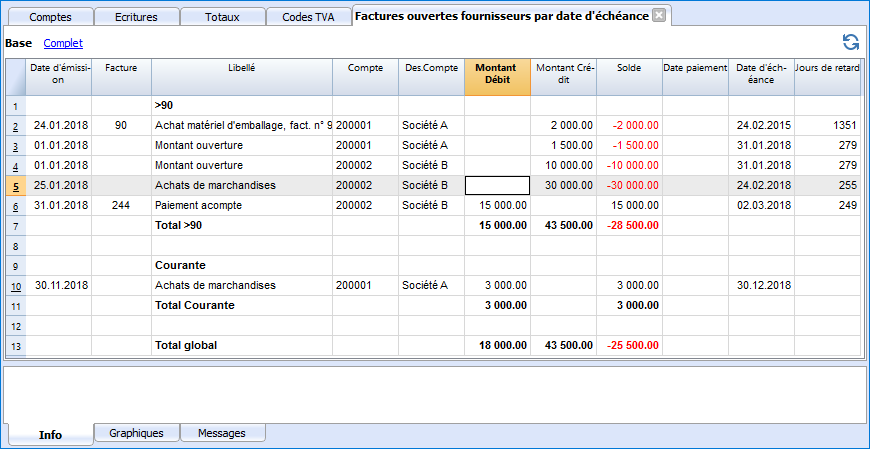 Comptes Ecritures Totaux Codes TVA Factures ouvertes fournisseurs par date d'échéance
Base Complet
Date d'émissi-on Facture Libellé Compte Des.Compte Montant Débit Montant Cré-dit Solde Date paiement Date d'éch-éance Jours de retard
1 >90
2 24.01.2018 90 Achat matériel d'emballage, fact. n° 9 200001 Société A 2 000.00 -2 000.00 24.02.2015 1351
3 01.01.2018 Montant ouverture 200001 Société A 1 500.00 -1 500.00 31.01.2018 279
4 01.01.2018 Montant ouverture 200002 Société B 10 000.00 -10 000.00 31.01.2018 279
5 25.01.2018 Achats de marchandises 200002 Société B 30 000.00 -30 000.00 24.02.2018 255
6 31.01.2018 244 Paiement acompte 200002 Société B 15 000.00 15 000.00 02.03.2018 249
7 Total >90 15 000.00 43 500.00 -28 500.00
8
9 Courante
10 30.11.2018 Achats de marchandises 200001 Société A 3 000.00 3 000.00 30.12.2018
11 Total Courante 3 000.00 3 000.00
12
13 Total global 18 000.00 43 500.00 -25 500.00
Info Graphiques Messages